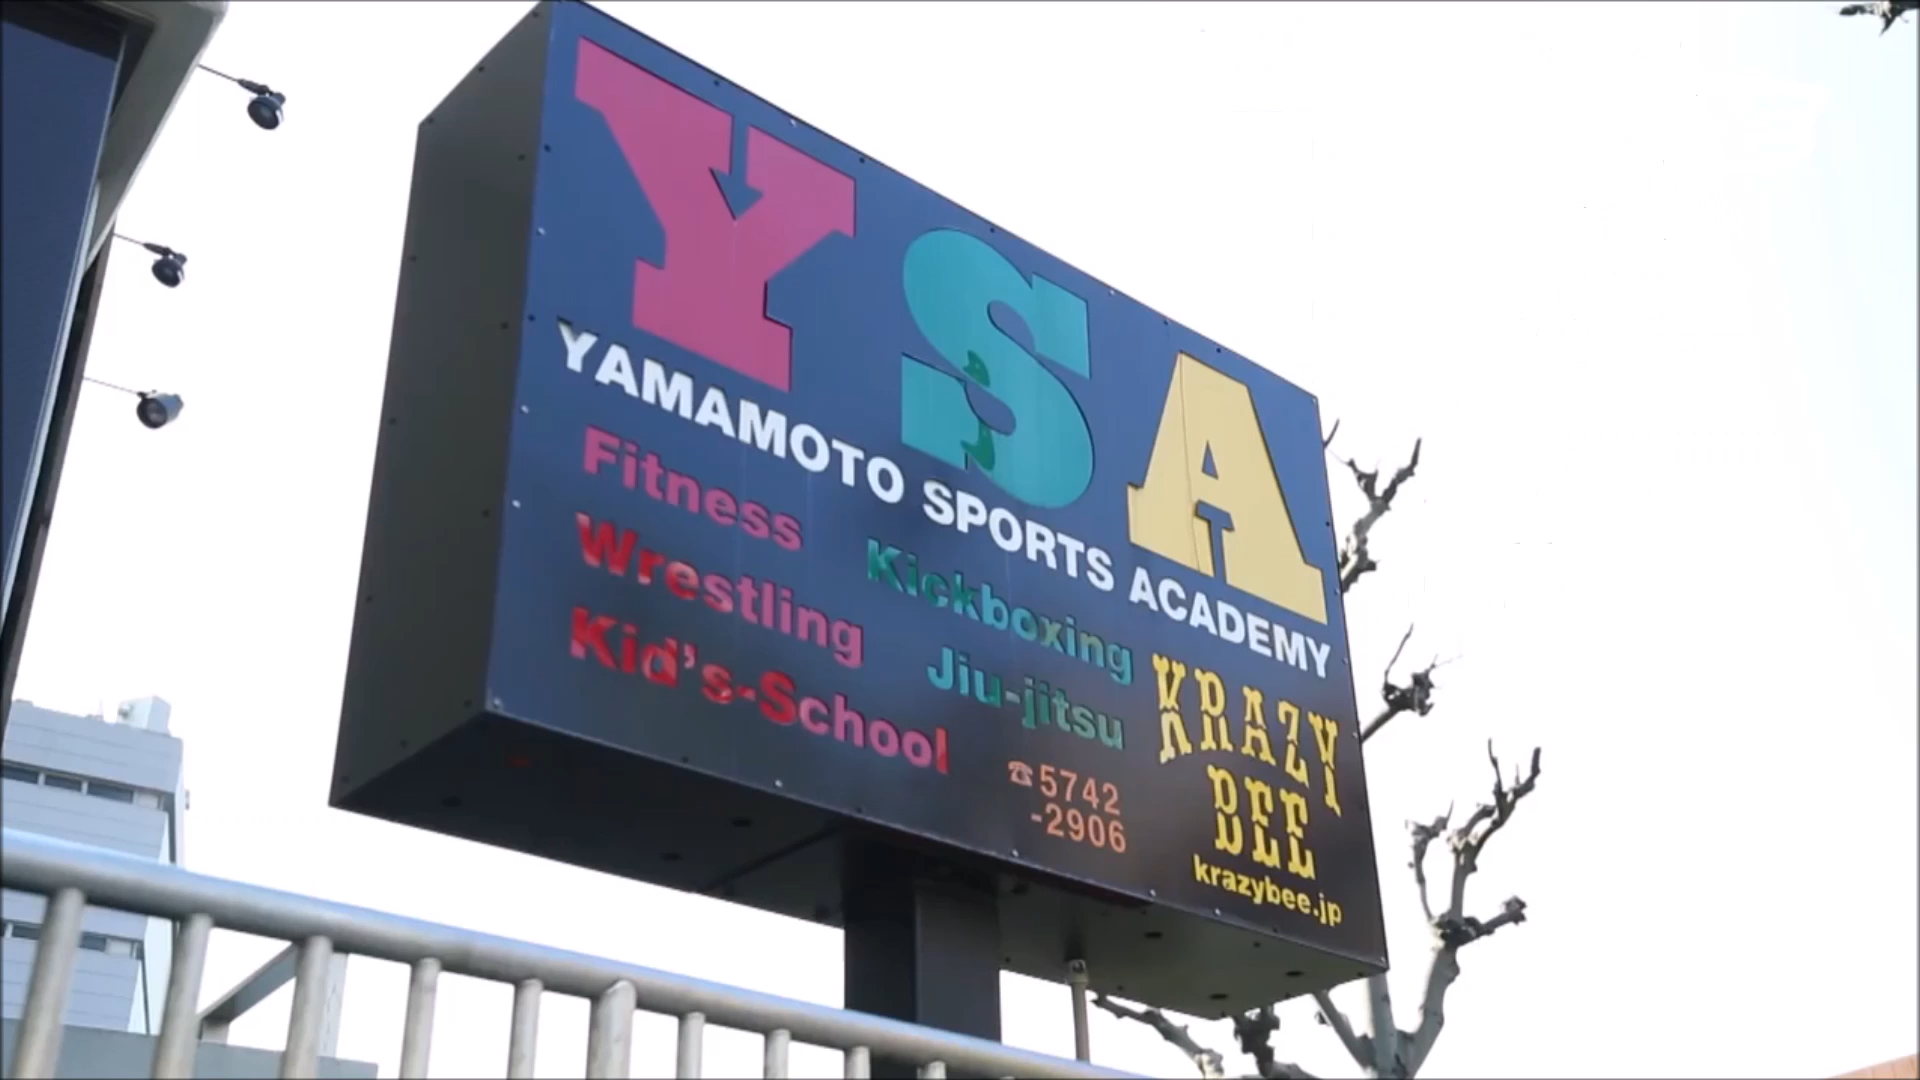 YSA
YAMAMOTO SPORTS ACADEMY
Fitness
Wrestling
Kid's-School
Kickboxing
Jiu-jitsu
☎5742
-2906
KRAZY
BEE
krazybee.jp